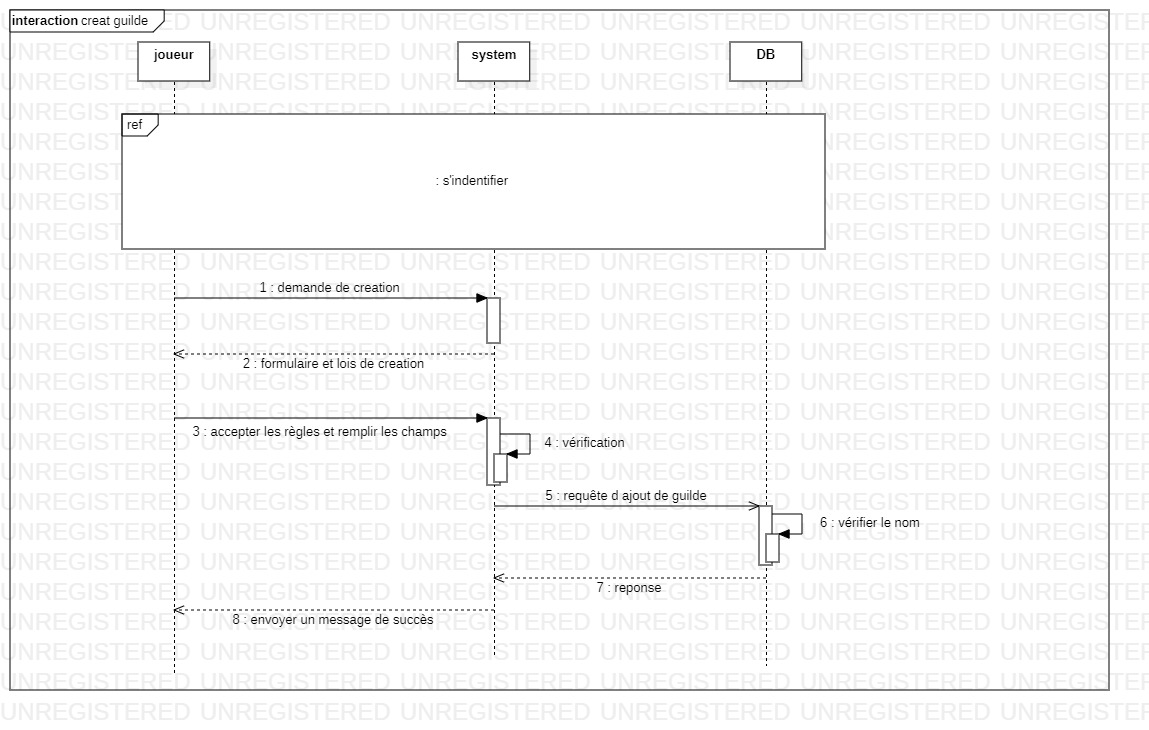 interaction creat guilde
joueur
system
DB
ref
: s'indentifier
1 : demande de creation
2 : formulaire et lois de creation
3 : accepter les règles et remplir les champs
4 : vérification
5 : requête d ajout de guilde
6 : vérifier le nom
7 : reponse
8 : envoyer un message de succès
UNREGISTERED